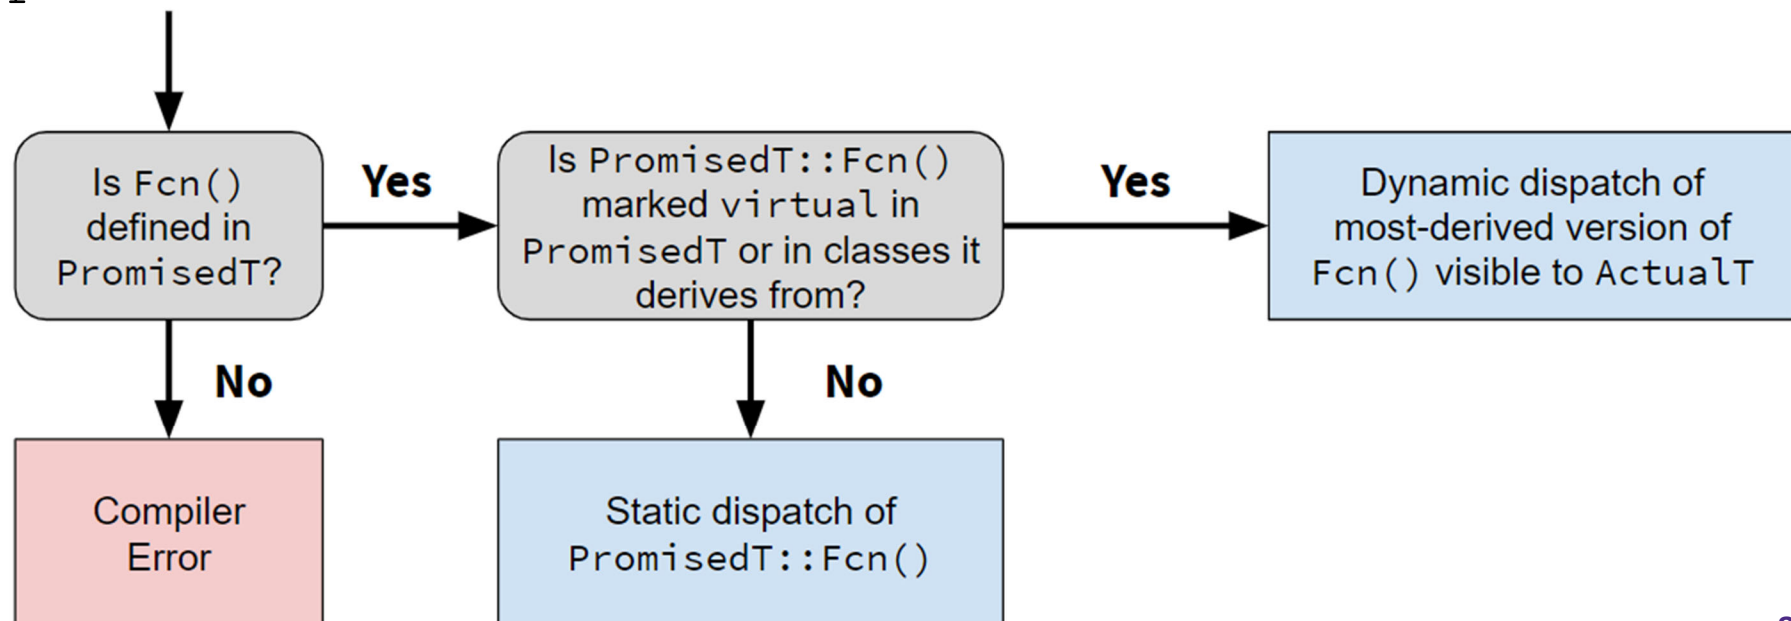 Is Fcn()
defined in
PromisedT?
Yes
Is PromisedT::Fcn()
marked virtual in
PromisedT or in classes it
derives from?
Yes
Dynamic dispatch of
most-derived version of
Fcn() visible to ActualT
No
No
Compiler
Error
Static dispatch of
PromisedT::Fcn()